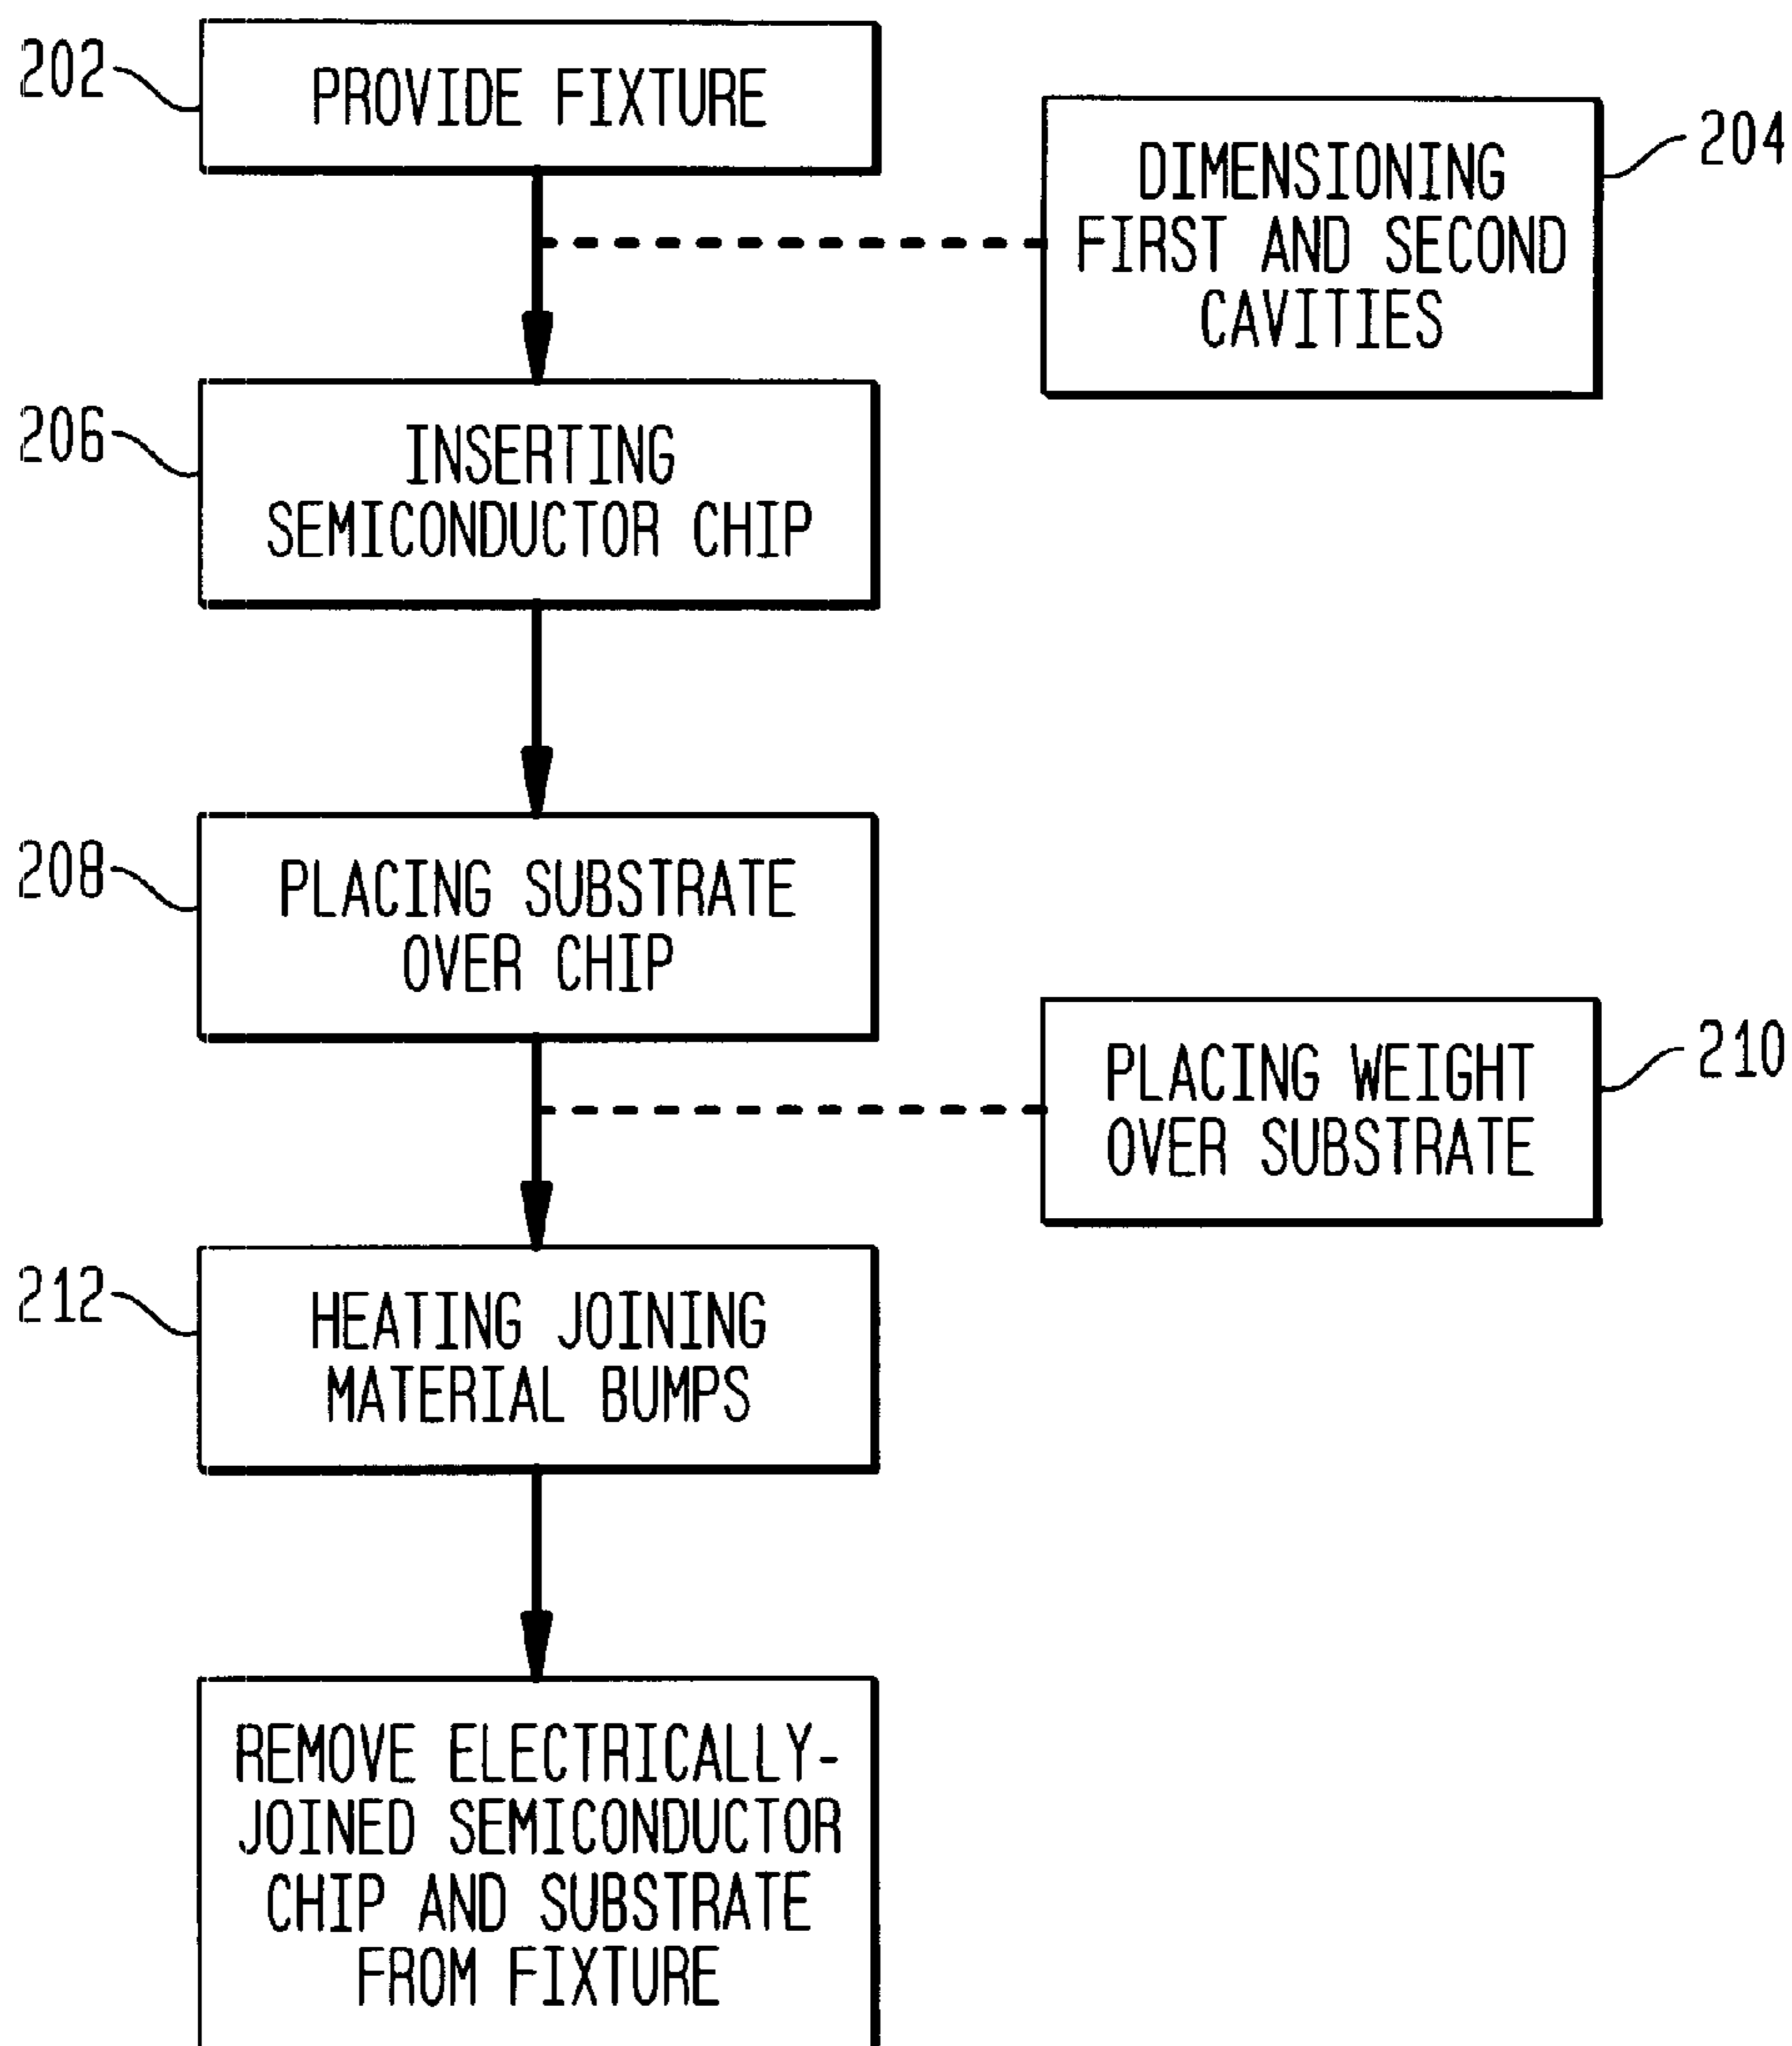 202
PROVIDE FIXTURE
204
DIMENSIONING
FIRST AND SECOND
CAVITIES
206
INSERTING
SEMICONDUCTOR CHIP
208
PLACING SUBSTRATE
OVER CHIP
210
PLACING WEIGHT
OVER SUBSTRATE
212
HEATING JOINING
MATERIAL BUMPS
REMOVE ELECTRICALLY-
JOINED SEMICONDUCTOR
CHIP AND SUBSTRATE
FROM FIXTURE